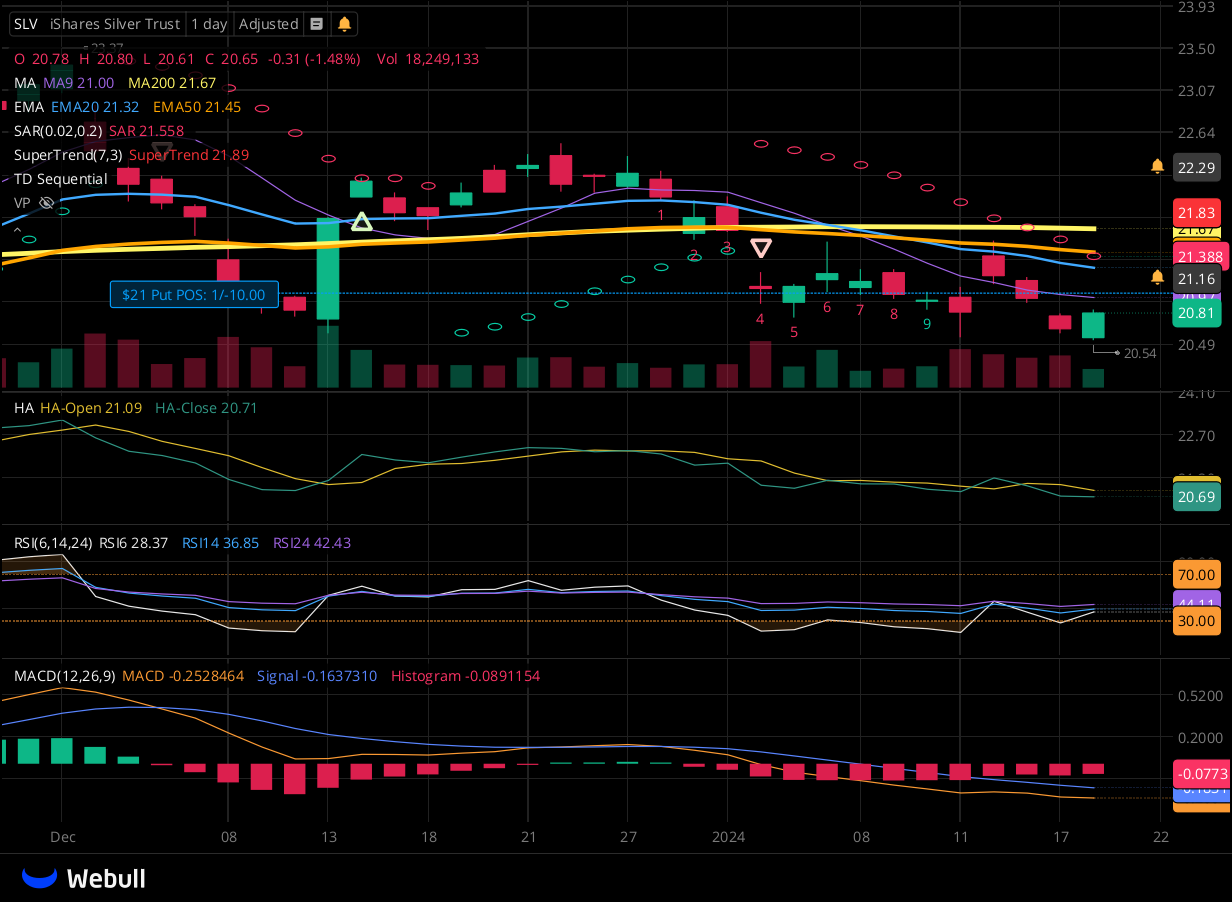 SLV iShares Silver Trust 1 day Adjusted
O 20.78 H 20.80 L 20.61 C 20.65 -0.31 (-1.48%) Vol 18,249,133
MA MA9 21.00 MA200 21.67
EMA EMA20 21.32 EMA50 21.45
SAR(0.02,0.2) SAR 21.558
SuperTrend(7,3) SuperTrend 21.89
TD Sequential
VP
23.93
23.50
23.07
22.64
22.29
21.83
21.67
21.388
21.16
20.81
20.49
20.54
$21 Put POS: 1/-10.00
1
2
3
4
5
6
7
8
9
HA HA-Open 21.09 HA-Close 20.71
24.10
22.70
20.69
RSI(6,14,24) RSI6 28.37 RSI14 36.85 RSI24 42.43
70.00
44.11
30.00
MACD(12,26,9) MACD -0.2528464 Signal -0.1637310 Histogram -0.0891154
0.5200
0.2000
-0.0773
Dec 08 13 18 21 27 2024 08 11 17 22
Webull